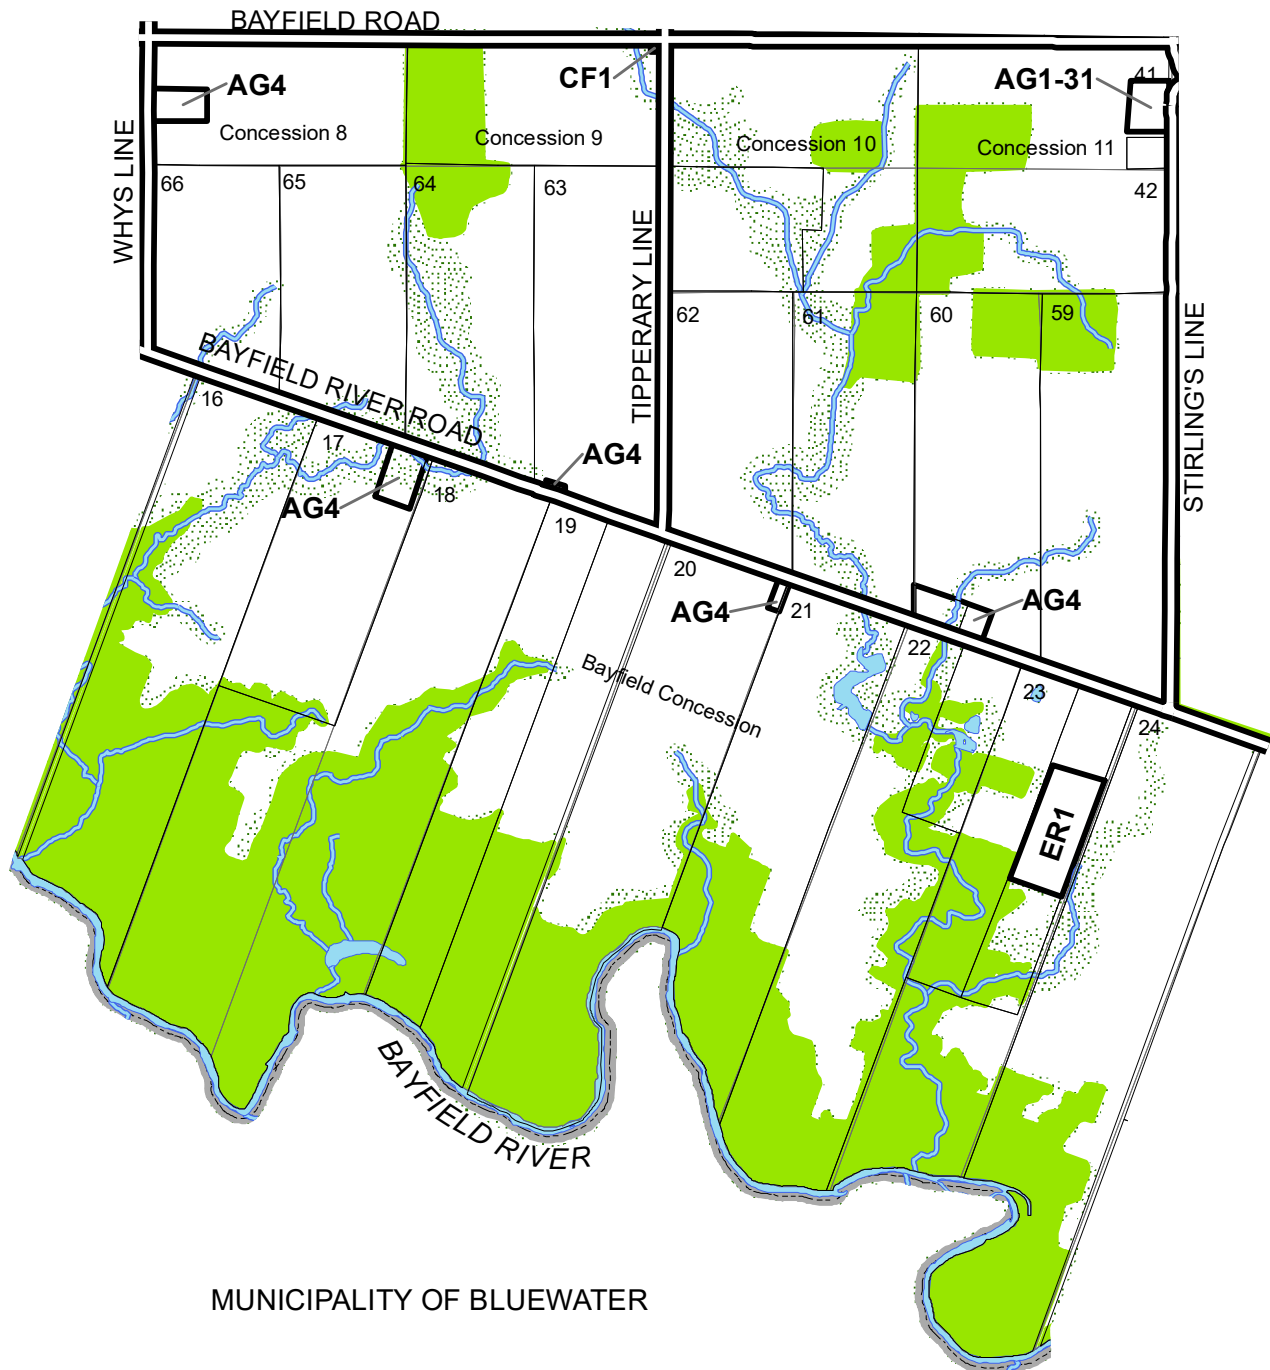 BAYFIELD ROAD
AG4
CF1
AG1-31
41
Concession 8
Concession 9
Concession 10
Concession 11
WHYS LINE
66
65
64
63
42
TIPPERARY LINE
62
61
60
59
STIRLING'S LINE
BAYFIELD RIVER ROAD
16
17
AG4
18
AG4
19
20
AG4
21
AG4
22
Bayfield Concession
23
24
ER1
BAYFIELD RIVER
MUNICIPALITY OF BLUEWATER